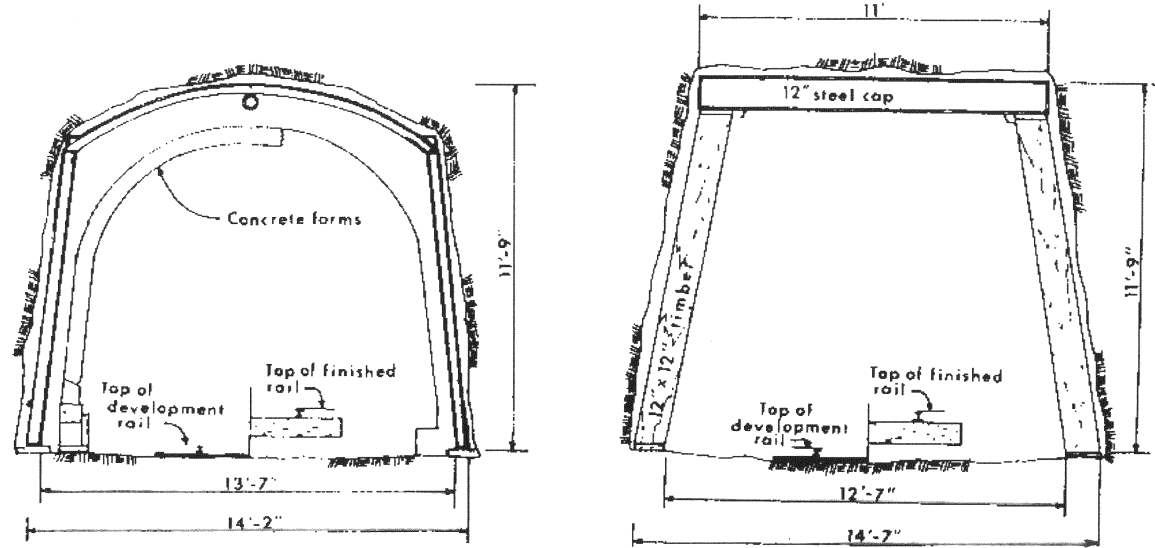 Concrete forms
11'-9"
Top of
development
rail
Top of finished
rail
13'-7"
14'-2"
11'
12" steel cap
12" x 12" timber
11'-9"
Top of
development
rail
Top of finished
rail
12'-7"
14'-7"